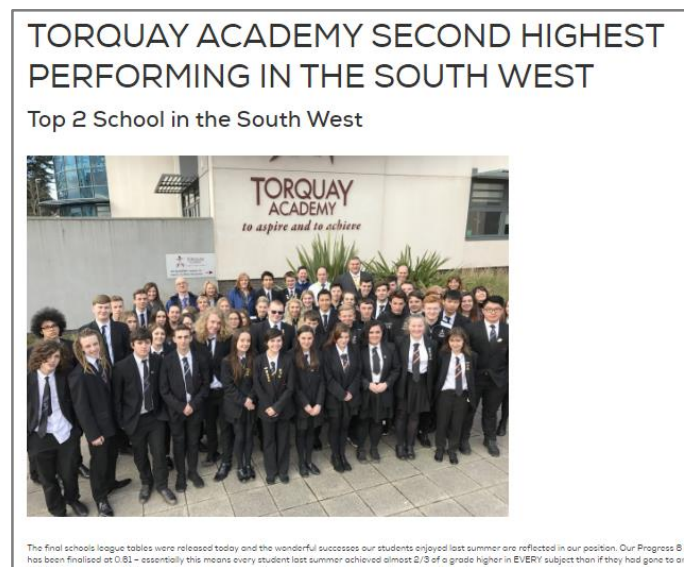 TORQUAY ACADEMY SECOND HIGHEST
PERFORMING IN THE SOUTH WEST
Top 2 School in the South West
TORQUAY
ACADEMY
to aspire and to achieve
The final schools league tables were released today and the wonderful successes our students enjoyed last summer are reflected in our position. Our Progress 8
has been finalised at 0.61 – essentially this means every student last summer achieved almost 2/3 of a grade higher in EVERY subject than if they had gone to